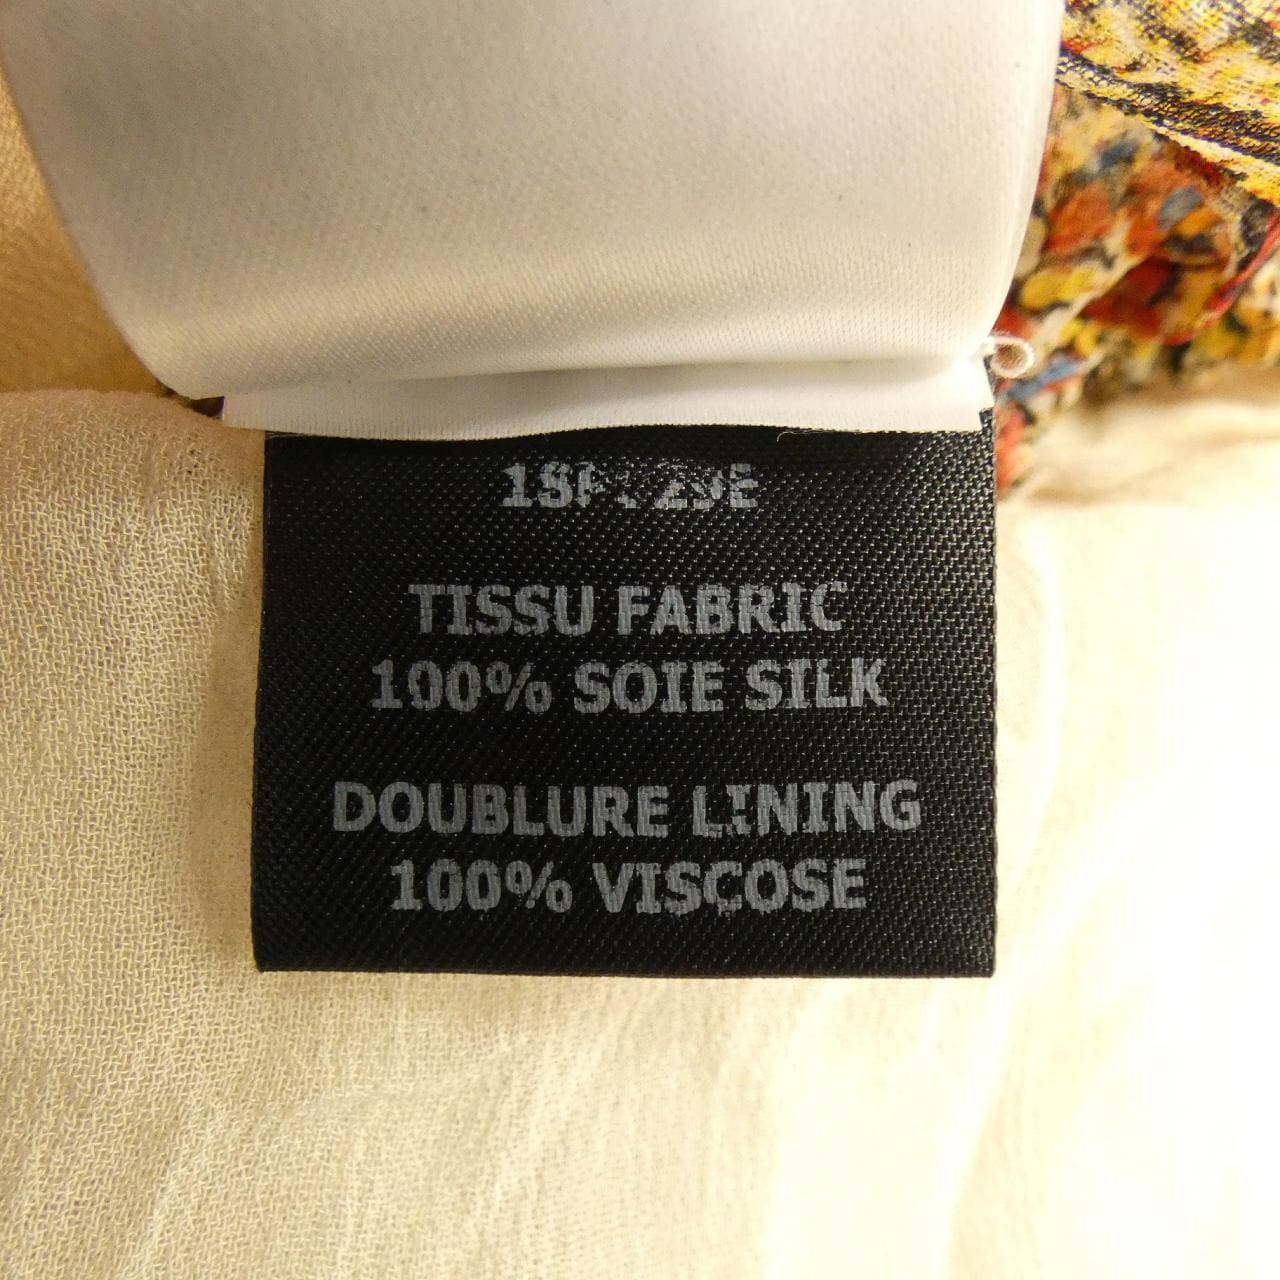 TISSU FABRIC
100% SOIE SILK
DOUBLURE LINING
100% VISCOSE